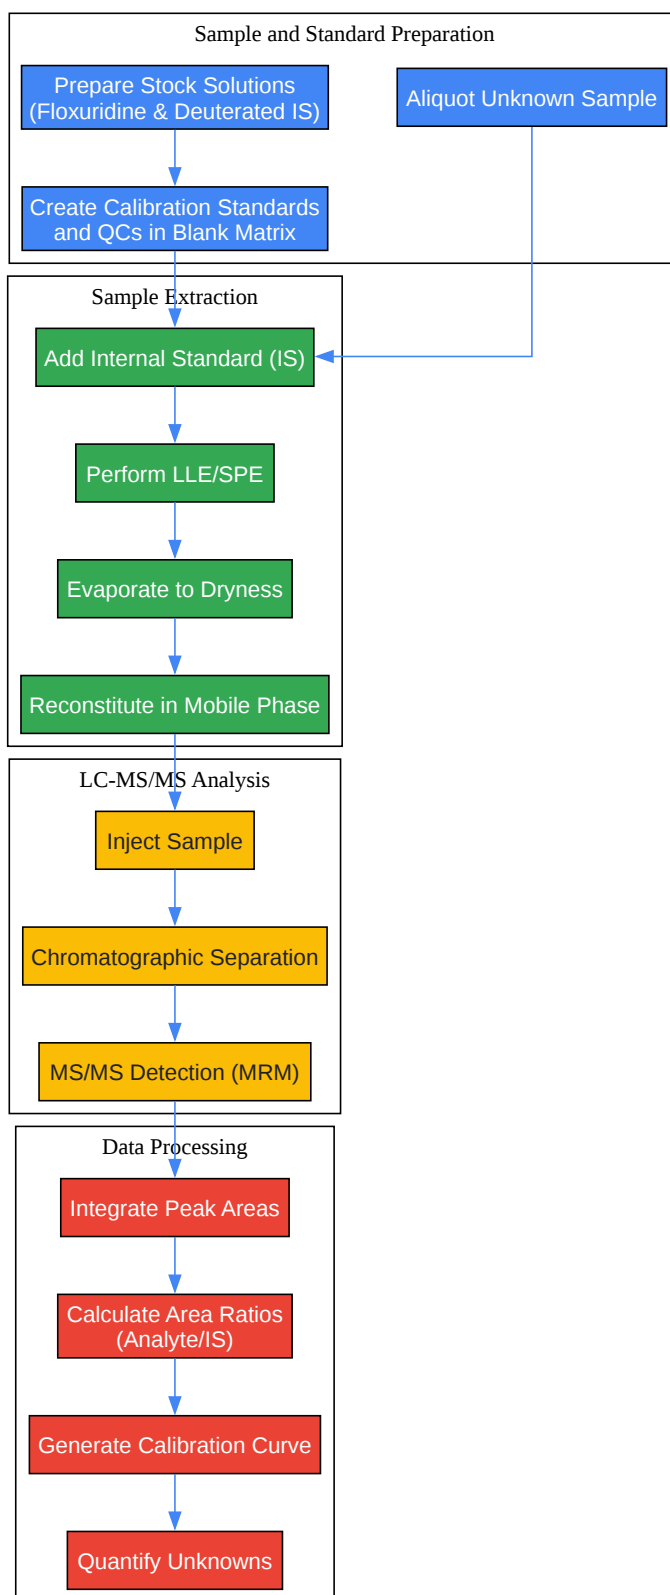 Sample and Standard Preparation
Prepare Stock Solutions
(Floxuridine & Deuterated IS)
Aliquot Unknown Sample
Create Calibration Standards
and QCs in Blank Matrix
Sample Extraction
Add Internal Standard (IS)
Perform LLE/SPE
Evaporate to Dryness
Reconstitute in Mobile Phase
LC-MS/MS Analysis
Inject Sample
Chromatographic Separation
MS/MS Detection (MRM)
Data Processing
Integrate Peak Areas
Calculate Area Ratios
(Analyte/IS)
Generate Calibration Curve
Quantify Unknowns